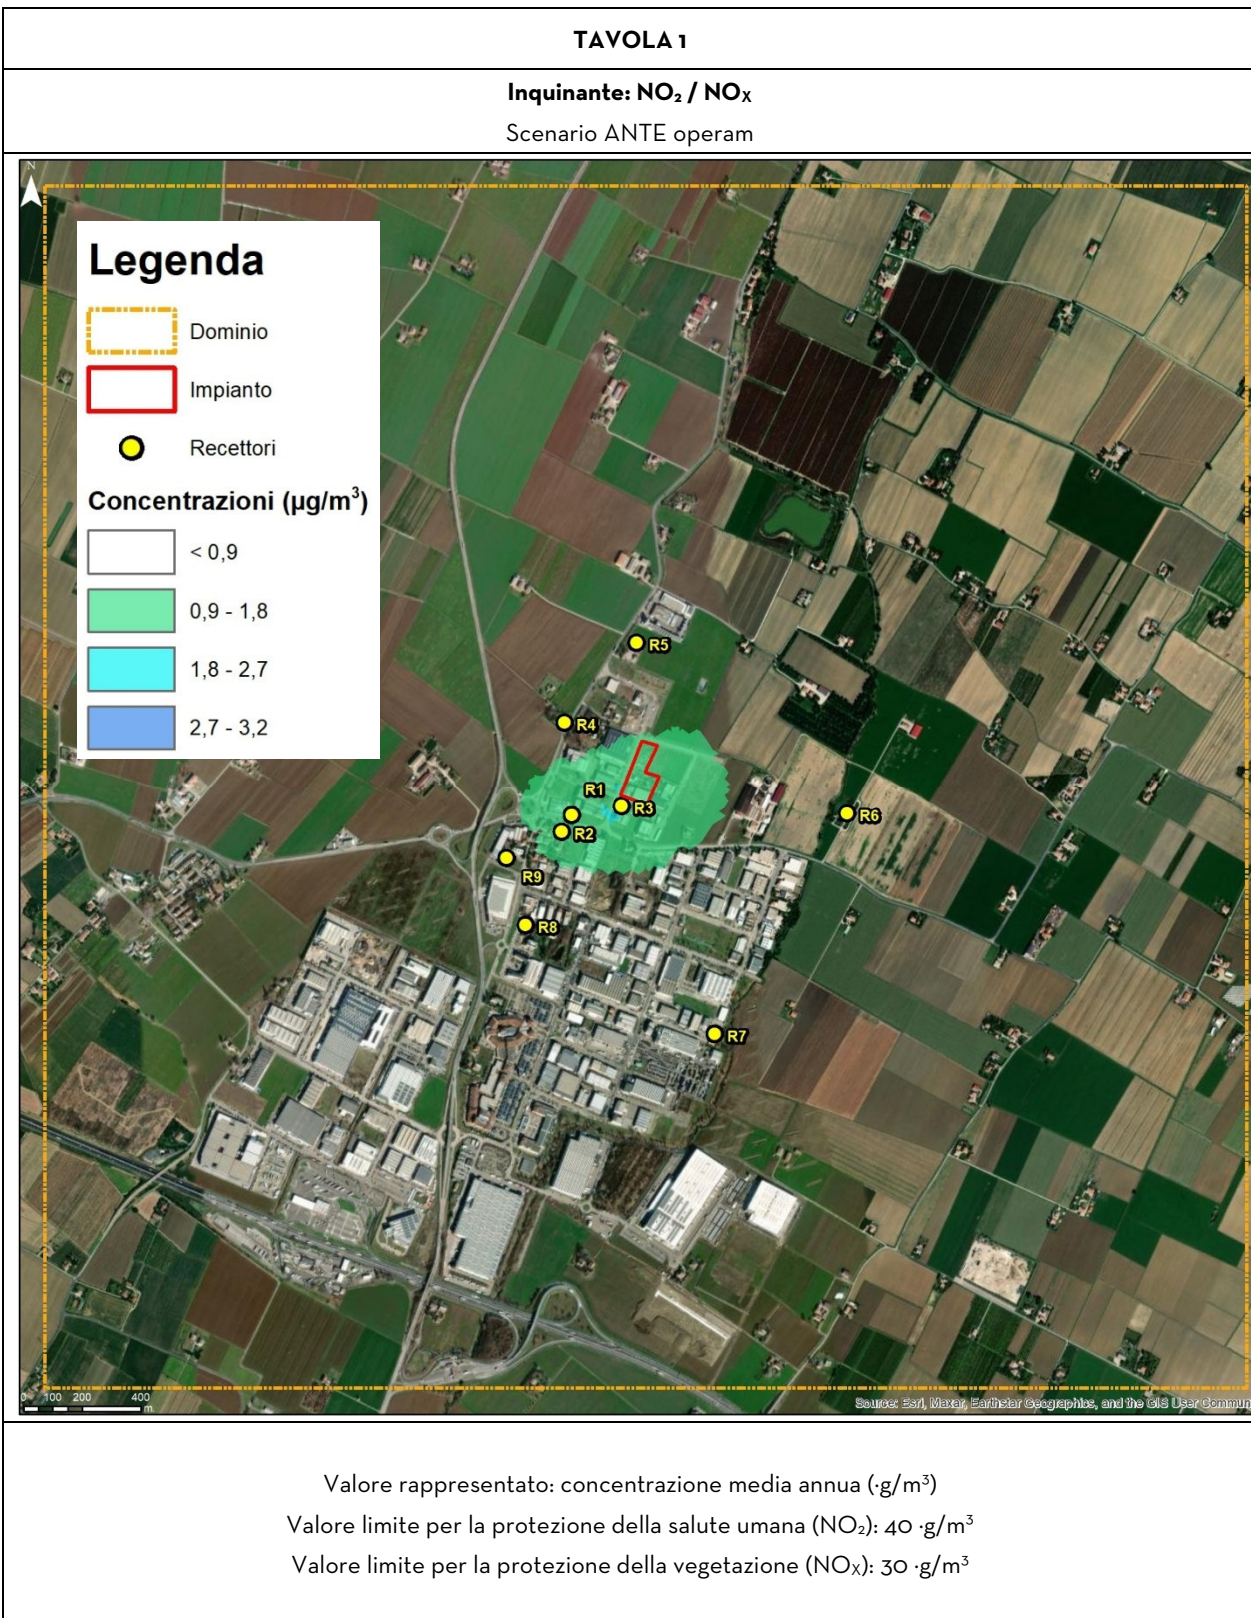 TAVOLA 1
Inquinante: NO₂ / NOₓ
Scenario ANTE operam
N
Legenda
Dominio
Impianto
Recettori
Concentrazioni (µg/m³)
< 0,9
0,9 - 1,8
1,8 - 2,7
2,7 - 3,2
R5
R4
R1
R3
R2
R6
R9
R8
R7
0 100 200 400
m
Source: Esri, Maxar, Earthstar Geographics, and the GIS User Commun
Valore rappresentato: concentrazione media annua (·g/m³)
Valore limite per la protezione della salute umana (NO₂): 40 ·g/m³
Valore limite per la protezione della vegetazione (NOₓ): 30 ·g/m³